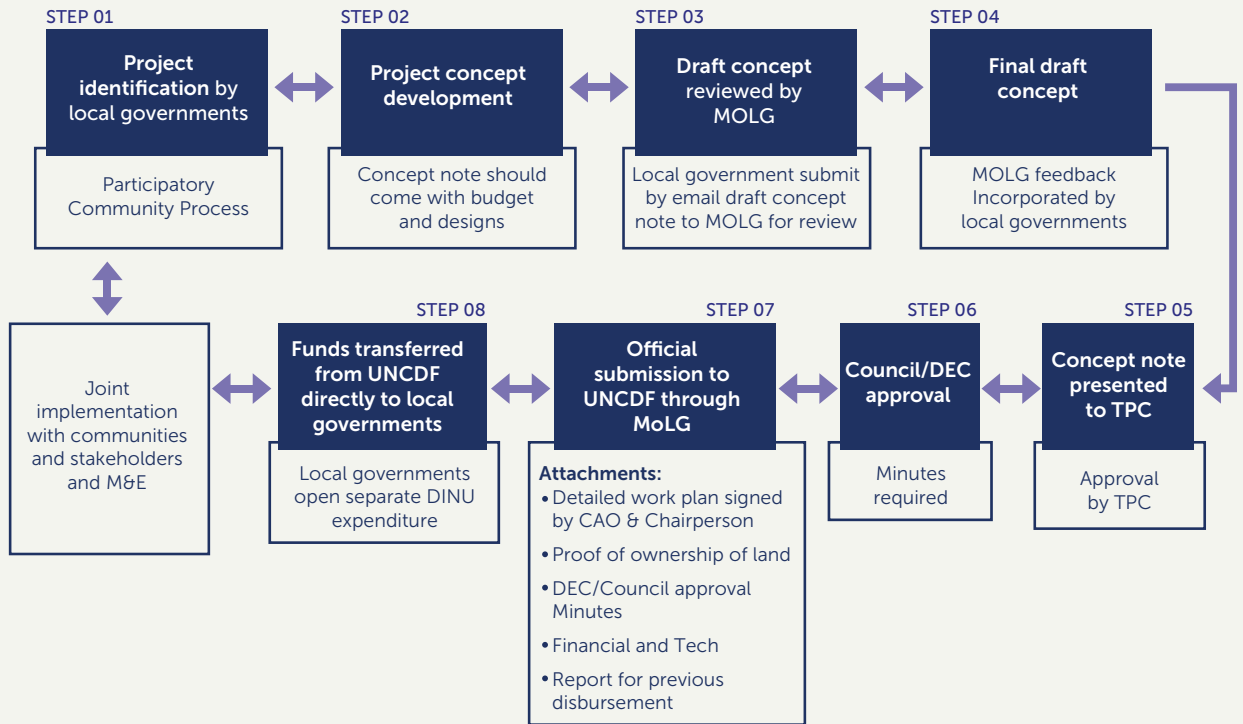 STEP 01
Project
identification by
local governments
Participatory
Community Process
STEP 02
Project concept
development
Concept note should
come with budget
and designs
STEP 03
Draft concept
reviewed by
MOLG
Local government submit
by email draft concept
note to MOLG for review
STEP 04
Final draft
concept
MOLG feedback
Incorporated by
local governments
STEP 05
Concept note
presented
to TPC
Approval
by TPC
STEP 06
Council/DEC
approval
Minutes
required
STEP 07
Official
submission to
UNCDF through
MoLG
Attachments:
• Detailed work plan signed
by CAO & Chairperson
• Proof of ownership of land
• DEC/Council approval
Minutes
• Financial and Tech
• Report for previous
disbursement
STEP 08
Funds transferred
from UNCDF
directly to local
governments
Local governments
open separate DINU
expenditure
Joint
implementation
with communities
and stakeholders
and M&E